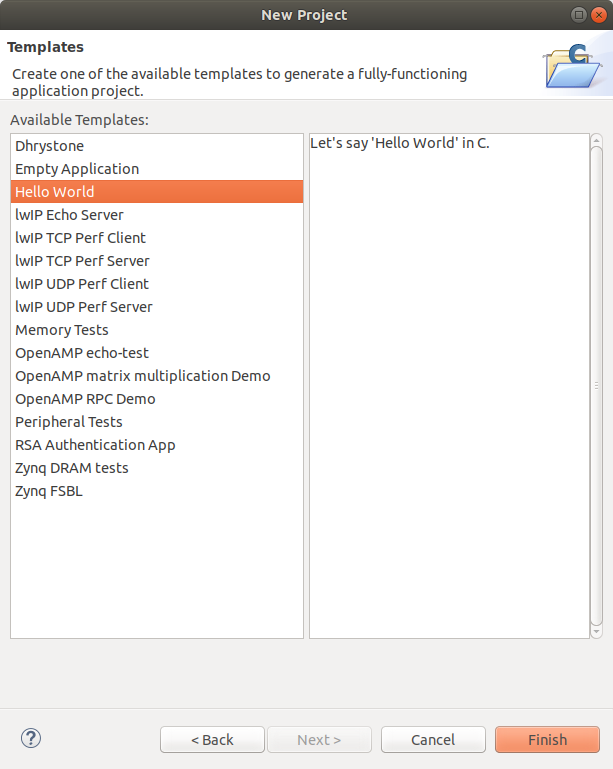 New Project
Templates
Create one of the available templates to generate a fully-functioning
application project.
C
Available Templates:
Dhrystone
Empty Application
Hello World
lwIP Echo Server
lwIP TCP Perf Client
lwIP TCP Perf Server
lwIP UDP Perf Client
lwIP UDP Perf Server
Memory Tests
OpenAMP echo-test
OpenAMP matrix multiplication Demo
OpenAMP RPC Demo
Peripheral Tests
RSA Authentication App
Zynq DRAM tests
Zynq FSBL
Let's say 'Hello World' in C.
?
< Back
Next >
Cancel
Finish